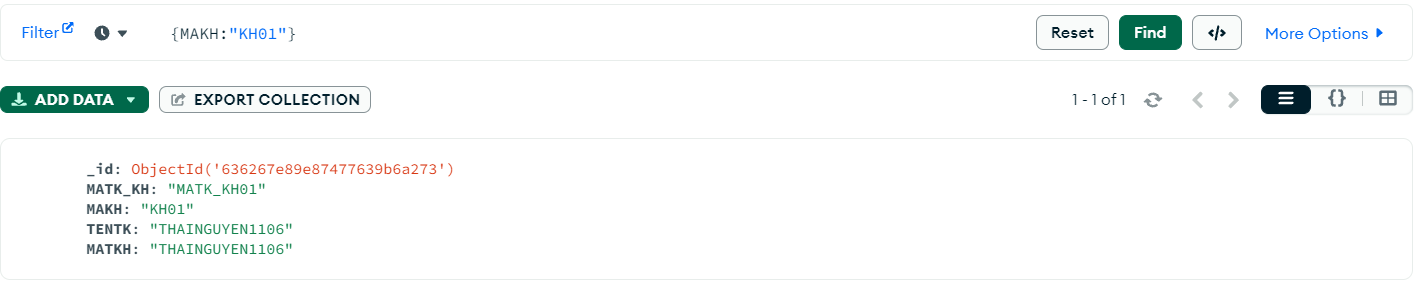 Filter {MAKH:"KH01"} Reset Find </> More Options
ADD DATA EXPORT COLLECTION 1 - 1 of 1 {}
_id: ObjectId('636267e89e87477639b6a273')
MATK_KH: "MATK_KH01"
MAKH: "KH01"
TENTK: "THAINGUYEN1106"
MATKH: "THAINGUYEN1106"